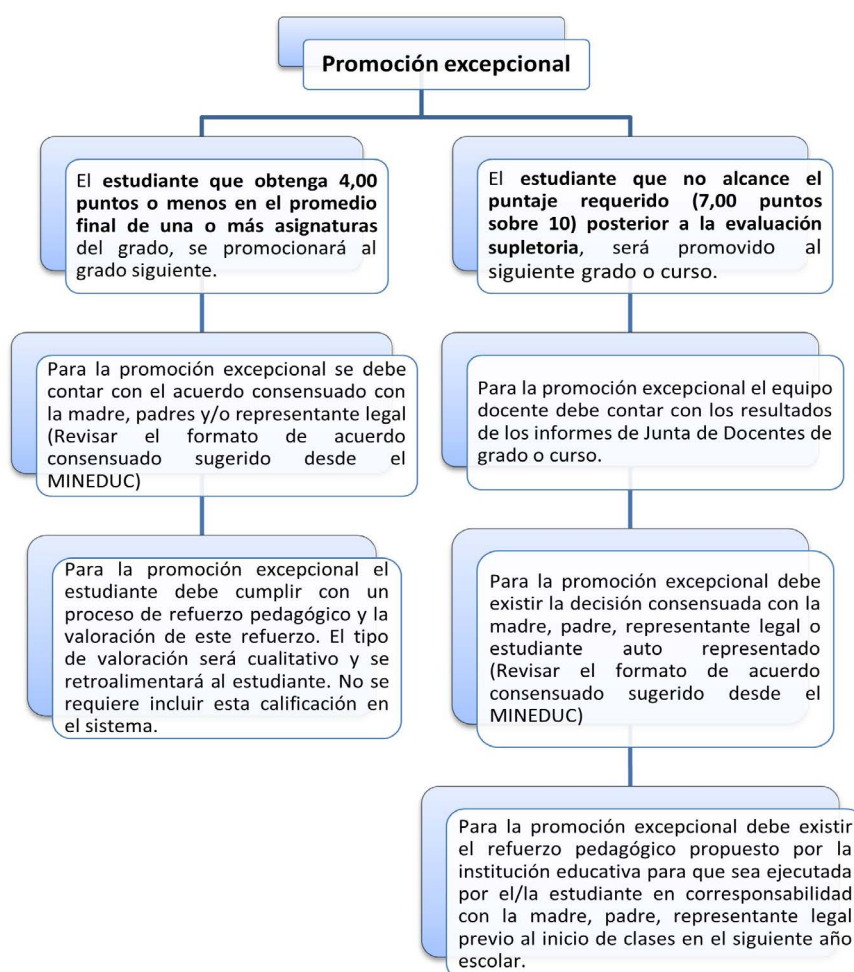 Promoción excepcional
El estudiante que obtenga 4,00
puntos o menos en el promedio
final de una o más asignaturas
del grado, se promocionará al
grado siguiente.
Para la promoción excepcional se debe
contar con el acuerdo consensuado con
la madre, padres y/o representante legal
(Revisar el formato de acuerdo
consensuado sugerido desde el
MINEDUC)
Para la promoción excepcional el
estudiante debe cumplir con un
proceso de refuerzo pedagógico y la
valoración de este refuerzo. El tipo
de valoración será cualitativo y se
retroalimentará al estudiante. No se
requiere incluir esta calificación en
el sistema.
El estudiante que no alcance el
puntaje requerido (7,00 puntos
sobre 10) posterior a la evaluación
supletoria, será promovido al
siguiente grado o curso.
Para la promoción excepcional el equipo
docente debe contar con los resultados
de los informes de Junta de Docentes de
grado o curso.
Para la promoción excepcional debe
existir la decisión consensuada con la
madre, padre, representante legal o
estudiante auto representado
(Revisar el formato de acuerdo
consensuado sugerido desde el
MINEDUC)
Para la promoción excepcional debe existir
el refuerzo pedagógico propuesto por la
institución educativa para que sea ejecutada
por el/la estudiante en corresponsabilidad
con la madre, padre, representante legal
previo al inicio de clases en el siguiente año
escolar.